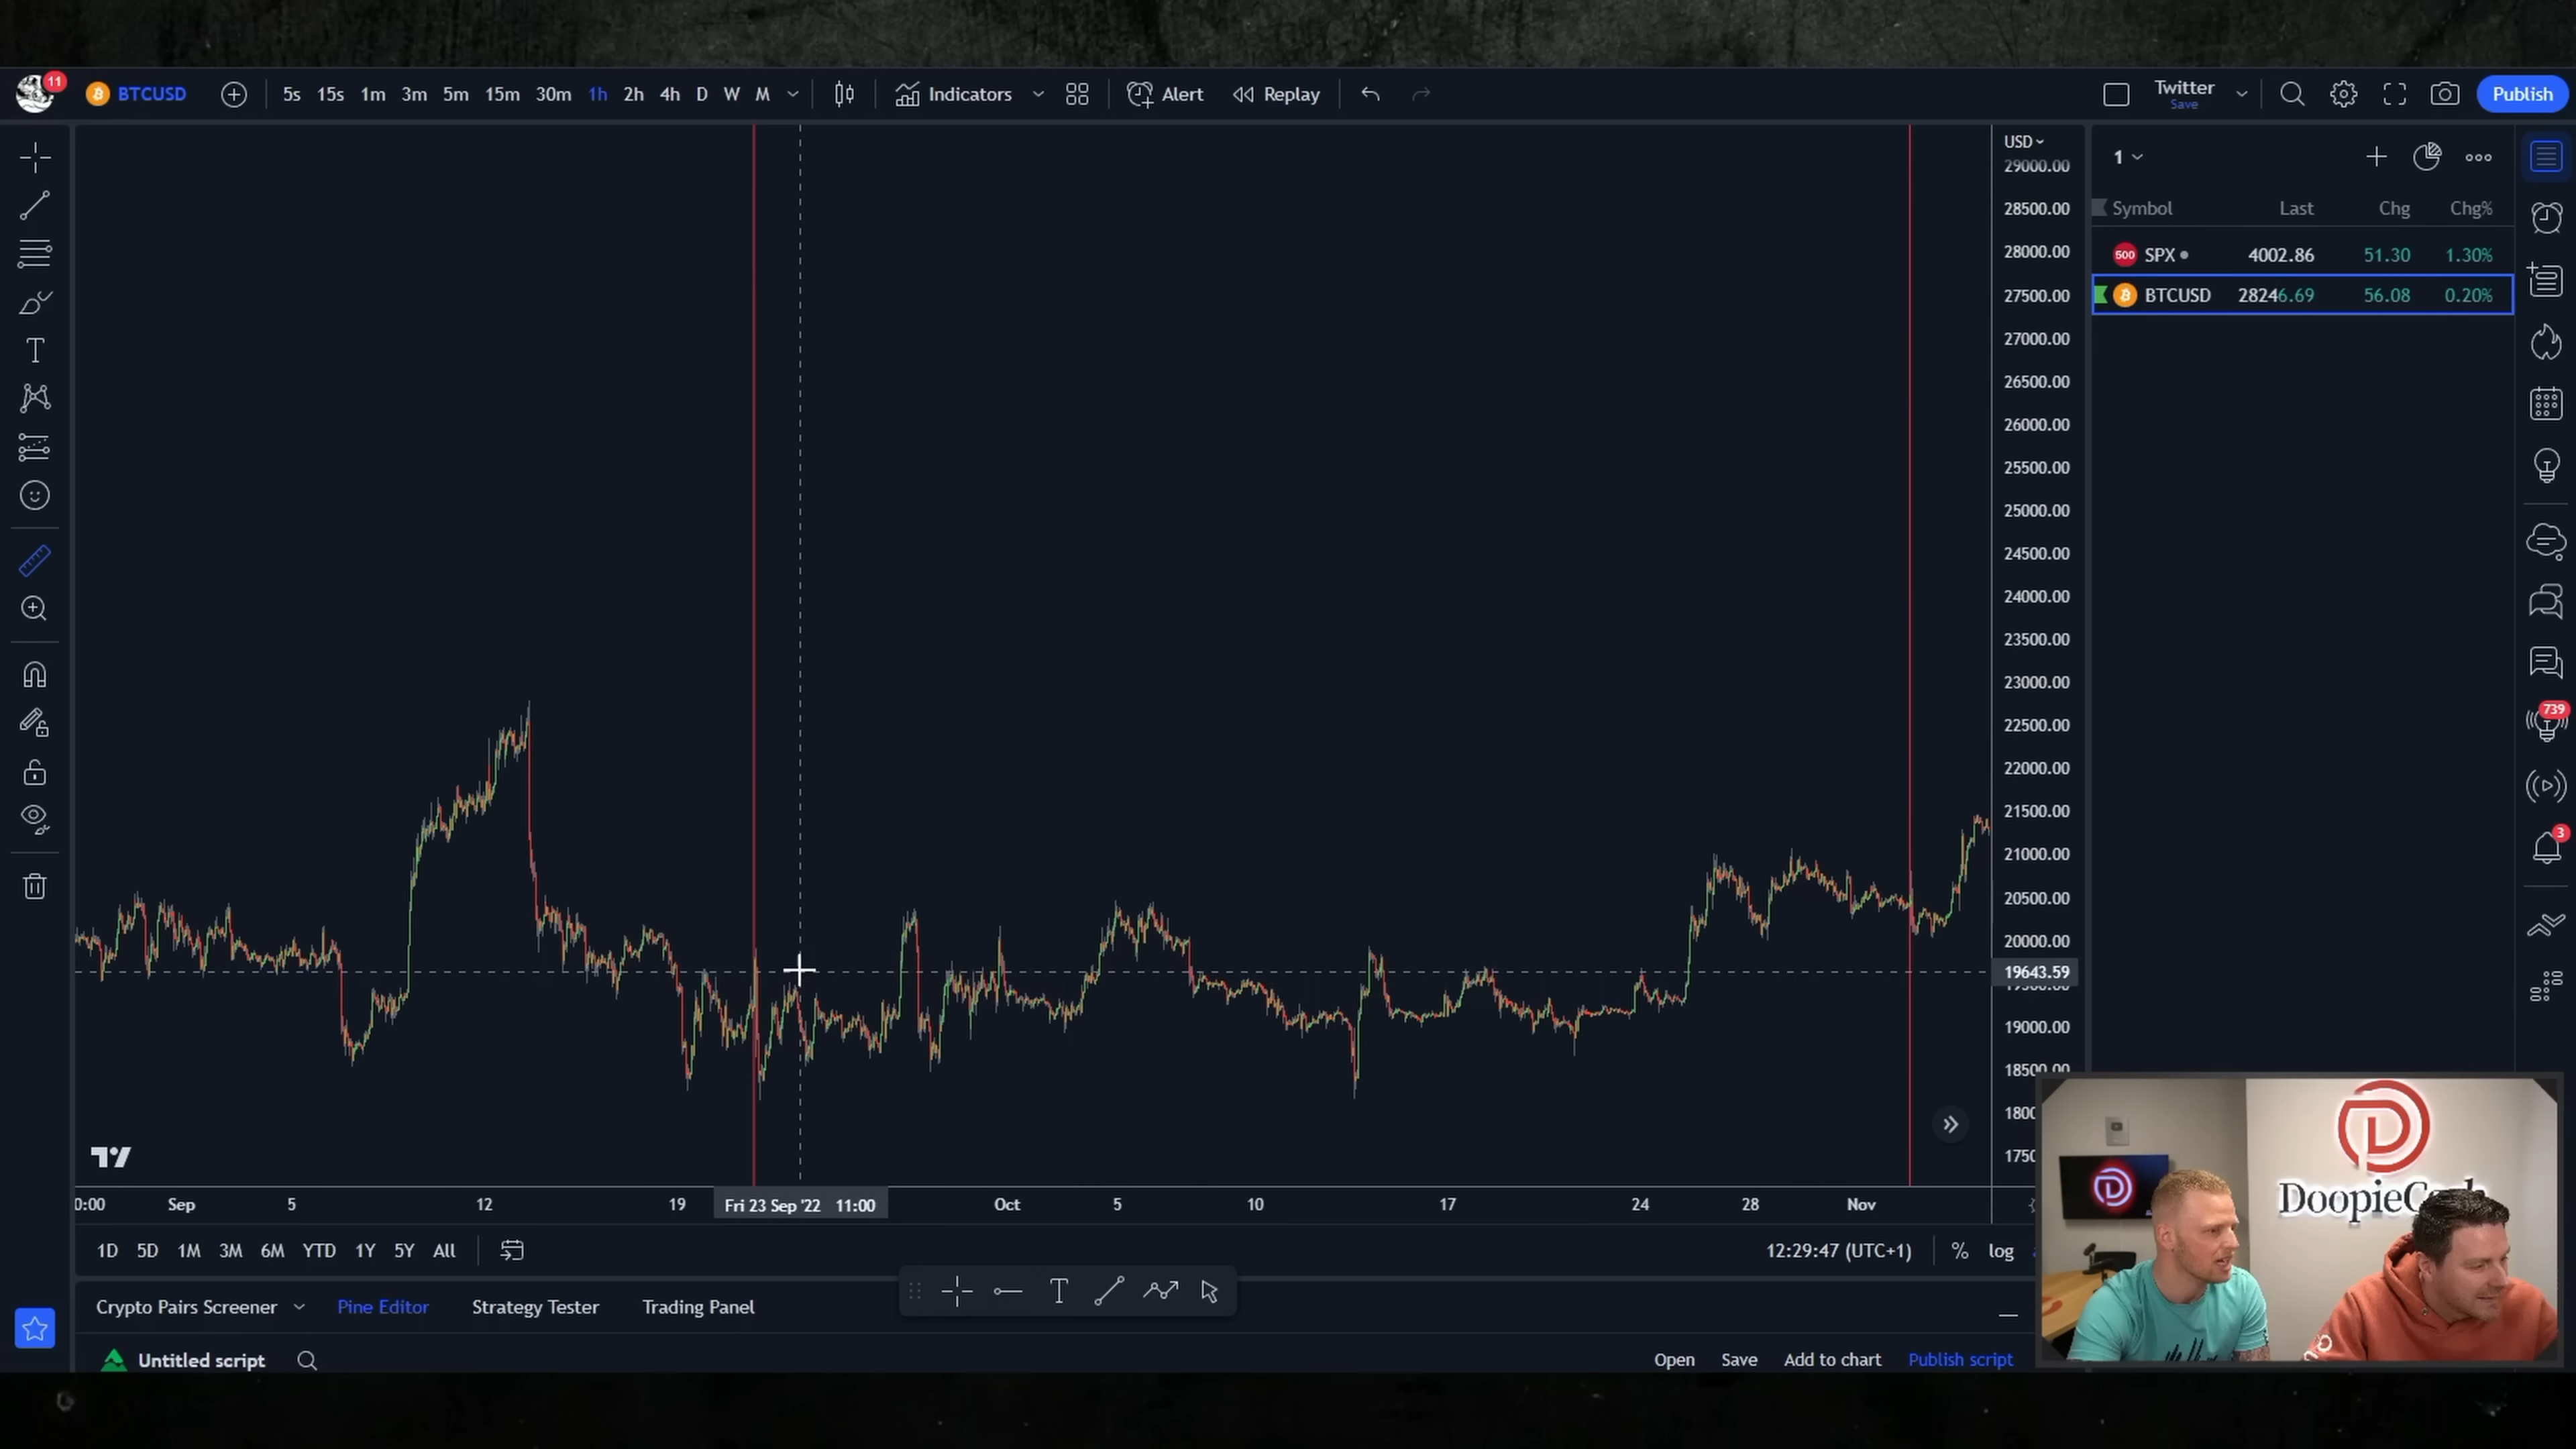 11 BTCUSD 5s 15s 1m 3m 5m 15m 30m 1h 2h 4h D W M Indicators Alert Replay Twitter Save Publish
USD
29000.00
28500.00
28000.00
27500.00
27000.00
26500.00
26000.00
25500.00
25000.00
24500.00
24000.00
23500.00
23000.00
22500.00
22000.00
21500.00
21000.00
20500.00
20000.00
19643.59
19000.00
18500.00
1
Symbol Last Chg Chg%
500 SPX 4002.86 51.30 1.30%
BTCUSD 28246.69 56.08 0.20%
739
3
Sep 5 12 19 Fri 23 Sep '22 11:00 Oct 5 10 17 24 28 Nov
1D 5D 1M 3M 6M YTD 1Y 5Y All 12:29:47 (UTC+1) % log
Crypto Pairs Screener Pine Editor Strategy Tester Trading Panel
Untitled script Open Save Add to chart Publish script